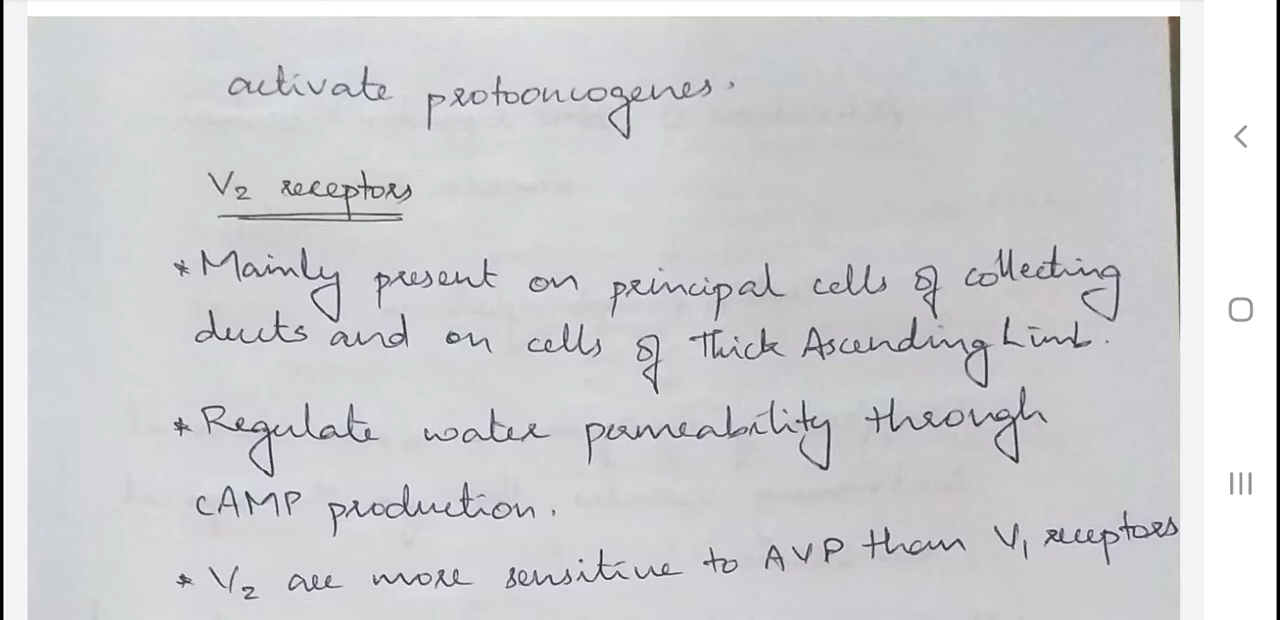 activate protooncogenes.
V2 receptors
* Mainly present on principal cells of collecting
ducts and on cells of Thick Ascending Limb.
* Regulate water permeability through
cAMP production.
* V2 are more sensitive to AVP than V1 receptors